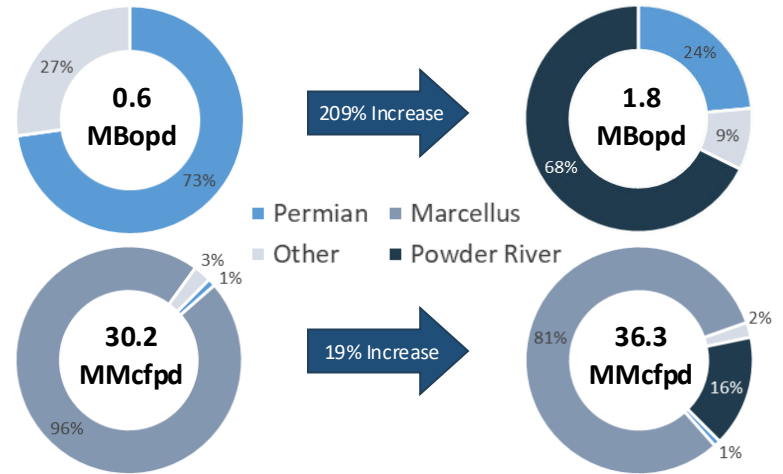 27%
0.6
MBopd
73%
209% Increase
24%
1.8
MBopd
9%
68%
Permian
Marcellus
Other
Powder River
3%
1%
30.2
MMcfpd
96%
19% Increase
81%
2%
36.3
MMcfpd
16%
1%